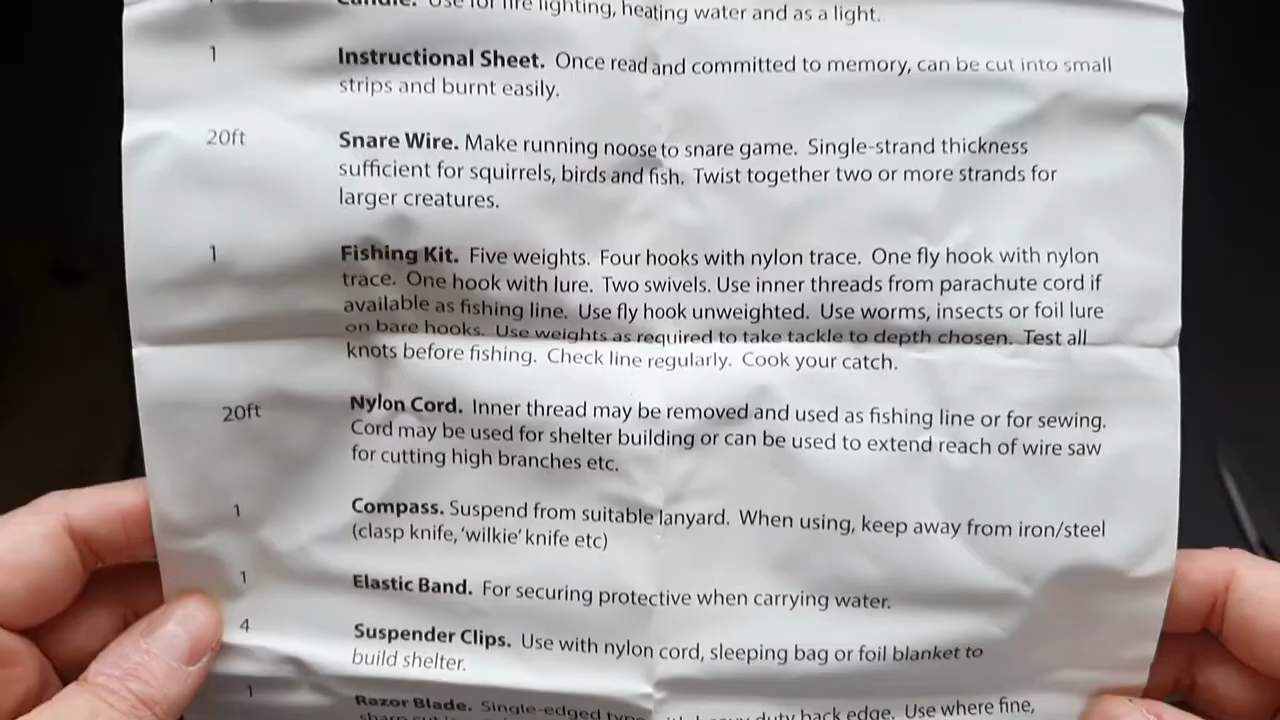 Candle. Use for fire lighting, heating water and as a light.
1 Instructional Sheet. Once read and committed to memory, can be cut into small
strips and burnt easily.
20ft Snare Wire. Make running noose to snare game. Single-strand thickness
sufficient for squirrels, birds and fish. Twist together two or more strands for
larger creatures.
1 Fishing Kit. Five weights. Four hooks with nylon trace. One fly hook with nylon
trace. One hook with lure. Two swivels. Use inner threads from parachute cord if
available as fishing line. Use fly hook unweighted. Use worms, insects or foil lure
on bare hooks. Use weights as required to take tackle to depth chosen. Test all
knots before fishing. Check line regularly. Cook your catch.
20ft Nylon Cord. Inner thread may be removed and used as fishing line or for sewing.
Cord may be used for shelter building or can be used to extend reach of wire saw
for cutting high branches etc.
1 Compass. Suspend from suitable lanyard. When using, keep away from iron/steel
(clasp knife, 'wilkie' knife etc)
1 Elastic Band. For securing protective when carrying water.
4 Suspender Clips. Use with nylon cord, sleeping bag or foil blanket to
build shelter.
1 Razor Blade. Single-edged type with heavy duty back edge. Use where fine,